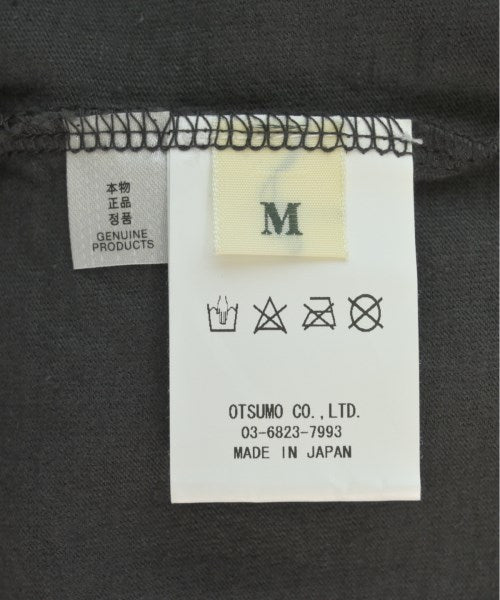 本物
正品
정품
GENUINE
PRODUCTS
M
OTSUMO CO.,LTD.
03-6823-7993
MADE IN JAPAN